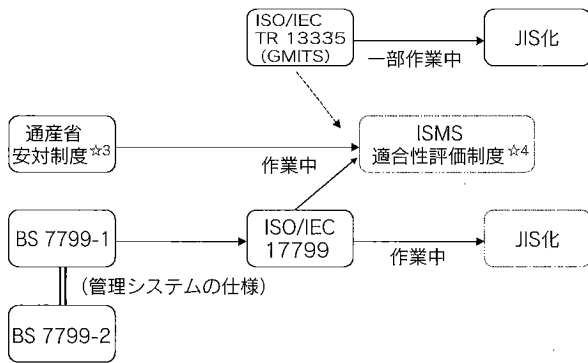 ISO/IEC
TR 13335
(GMITS)
一部作業中
JIS化
通産省
安対制度☆3
作業中
ISMS
適合性評価制度☆4
BS 7799-1
ISO/IEC
17799
作業中
JIS化
(管理システムの仕様)
BS 7799-2